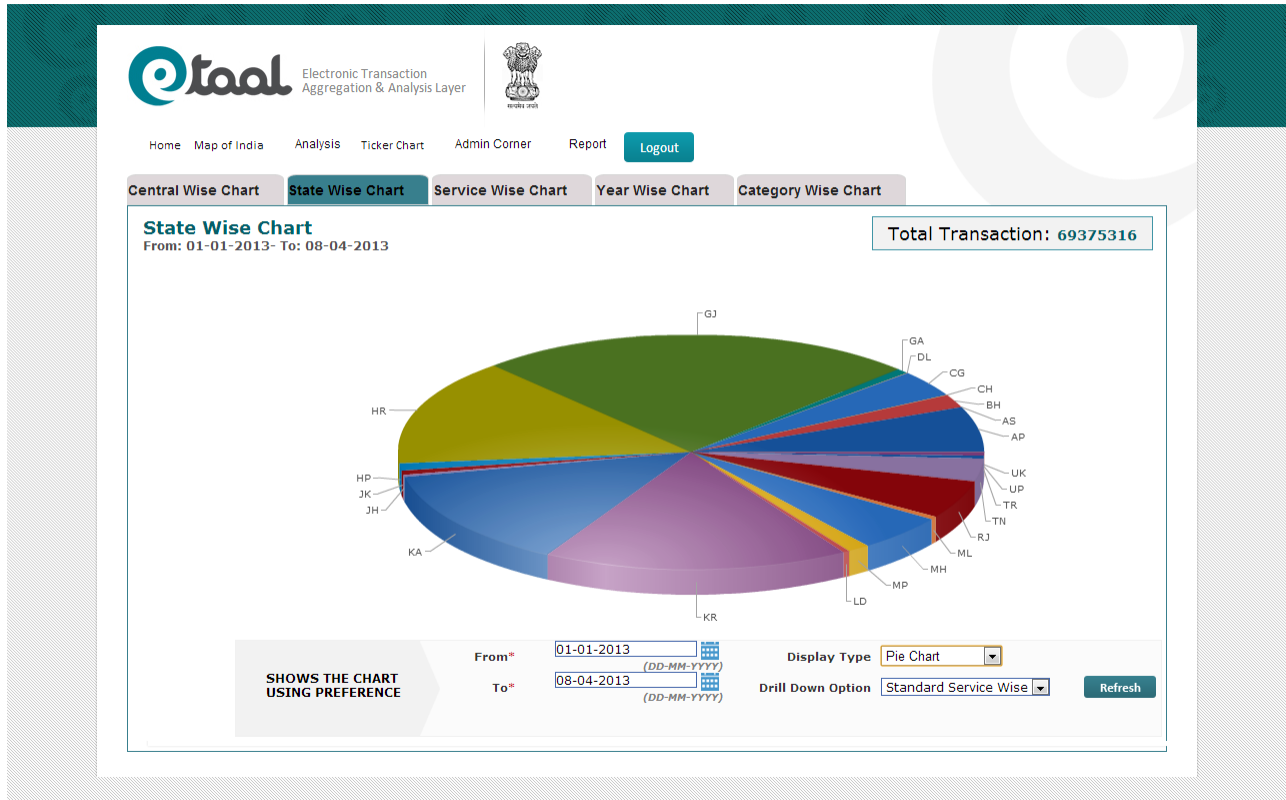 etaal
Electronic Transaction
Aggregation & Analysis Layer
सत्यमेव जयते
Home Map of India Analysis Ticker Chart Admin Corner Report Logout
Central Wise Chart State Wise Chart Service Wise Chart Year Wise Chart Category Wise Chart
State Wise Chart
From: 01-01-2013- To: 08-04-2013
Total Transaction: 69375316
GJ
GA
DL
CG
CH
BH
AS
AP
UK
UP
TR
TN
RJ
ML
MH
MP
LD
KR
KA
JH
JK
HP
HR
SHOWS THE CHART
USING PREFERENCE
From* 01-01-2013
(DD-MM-YYYY)
To* 08-04-2013
(DD-MM-YYYY)
Display Type Pie Chart
Drill Down Option Standard Service Wise
Refresh